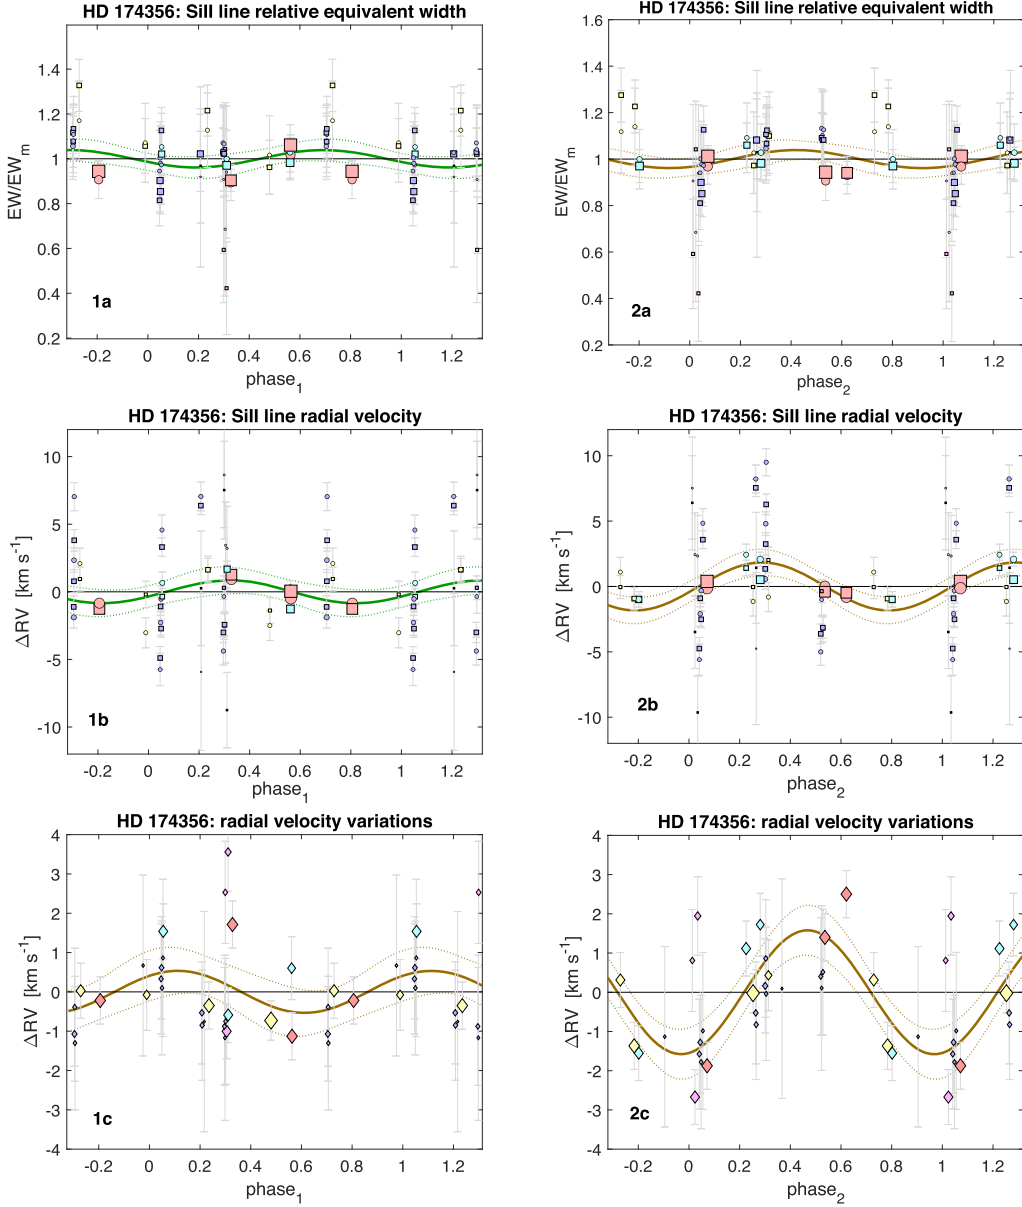 HD 174356: SiII line relative equivalent width
1.4
1.2
1
0.8
0.6
0.4
0.2
EW/EWm
1a
-0.2 0 0.2 0.4 0.6 0.8 1 1.2
phase1
HD 174356: SiII line relative equivalent width
1.6
1.4
1.2
1
0.8
0.6
0.4
0.2
EW/EWm
2a
-0.2 0 0.2 0.4 0.6 0.8 1 1.2
phase2
HD 174356: SiII line radial velocity
10
5
0
-5
-10
ΔRV [km s-1]
1b
-0.2 0 0.2 0.4 0.6 0.8 1 1.2
phase1
HD 174356: SiII line radial velocity
10
5
0
-5
-10
ΔRV [km s-1]
2b
-0.2 0 0.2 0.4 0.6 0.8 1 1.2
phase2
HD 174356: radial velocity variations
4
3
2
1
0
-1
-2
-3
-4
ΔRV [km s-1]
1c
-0.2 0 0.2 0.4 0.6 0.8 1 1.2
phase1
HD 174356: radial velocity variations
4
3
2
1
0
-1
-2
-3
-4
ΔRV [km s-1]
2c
-0.2 0 0.2 0.4 0.6 0.8 1 1.2
phase2